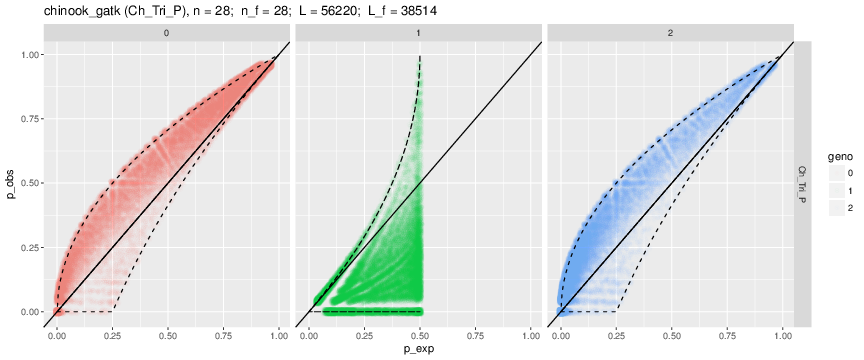 chinook_gatk (Ch_Tri_P), n = 28;  n_f = 28;  L = 56220;  L_f = 38514
0
1
2
1.00
0.75
0.50
0.25
0.00
p_obs
0.00 0.25 0.50 0.75 1.00
0.00 0.25 0.50 0.75 1.00
0.00 0.25 0.50 0.75 1.00
p_exp
Ch_Tri_P
geno
0
1
2